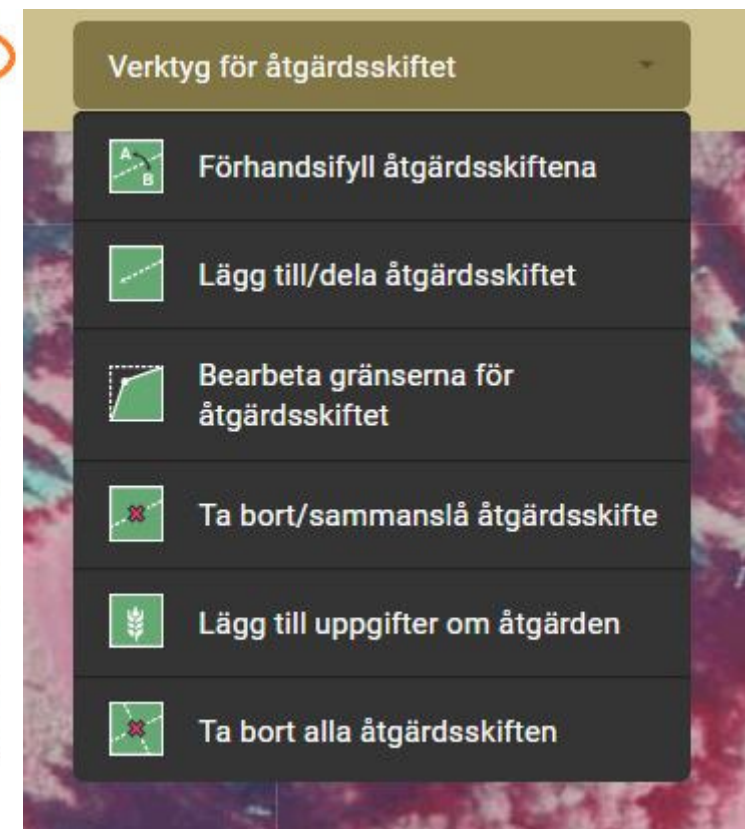 Verktyg för åtgärdsskiftet
A
B
Förhandsifyll åtgärdsskiftena
Lägg till/dela åtgärdsskiftet
Bearbeta gränserna för
åtgärdsskiftet
Ta bort/sammanslå åtgärdsskifte
Lägg till uppgifter om åtgärden
Ta bort alla åtgärdsskiften